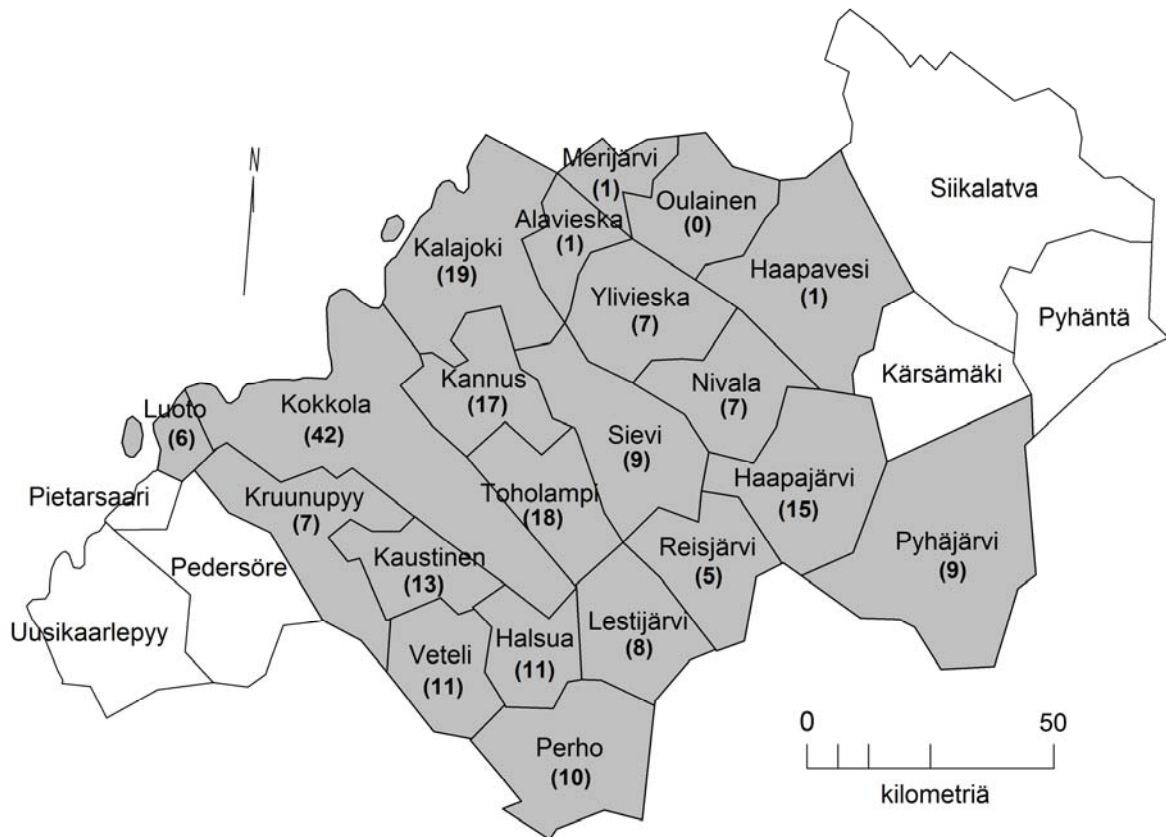 N
Merijärvi
(1)
Oulainen
(0)
Siikalatva
Alavieska
(1)
Kalajoki
(19)
Haapavesi
(1)
Ylivieska
(7)
Pyhäntä
Kärsämäki
Kannus
(17)
Nivala
(7)
Luoto
(6)
Kokkola
(42)
Sievi
(9)
Haapajärvi
(15)
Pietarsaari
Kruunupyy
(7)
Toholampi
(18)
Reisjärvi
(5)
Pyhäjärvi
(9)
Pedersöre
Kaustinen
(13)
Uusikaarlepyy
Veteli
(11)
Halsua
(11)
Lestijärvi
(8)
Perho
(10)
0 50
kilometriä